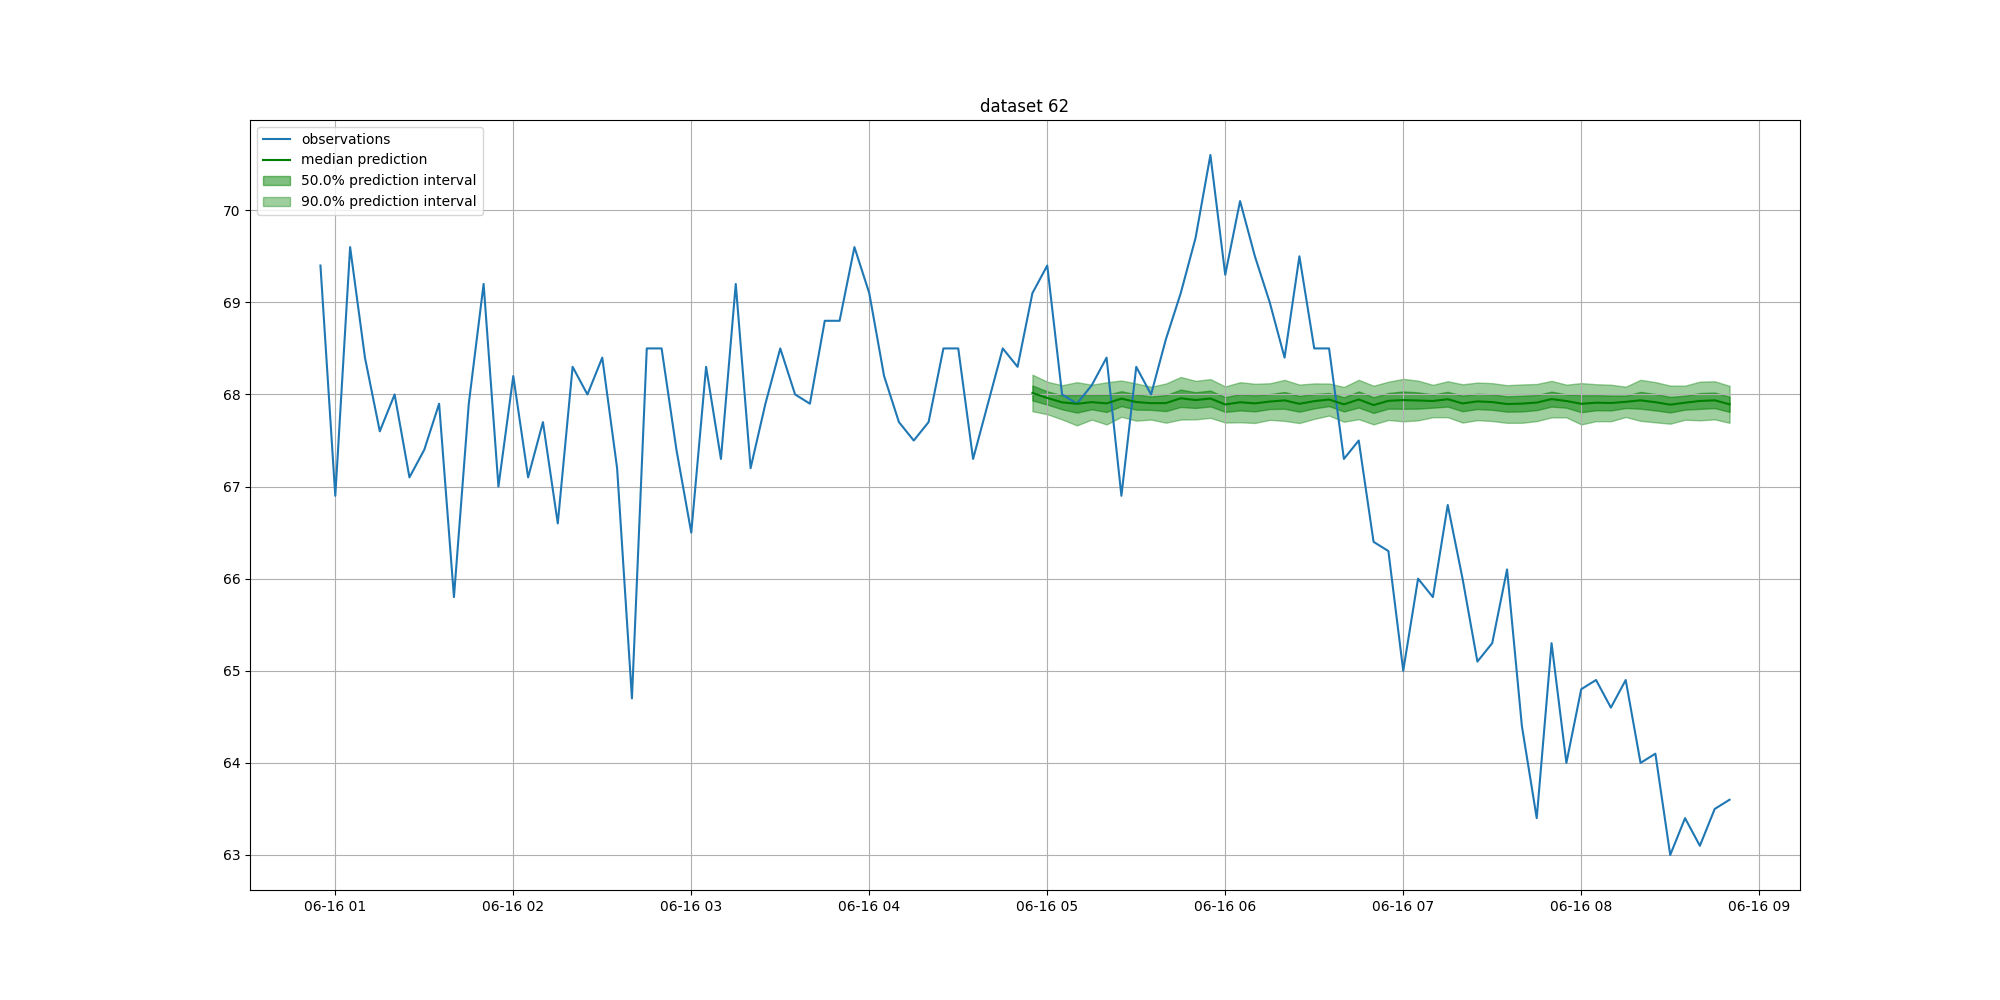 dataset 62
observations
median prediction
50.0% prediction interval
90.0% prediction interval
70
69
68
67
66
65
64
63
06-16 01 06-16 02 06-16 03 06-16 04 06-16 05 06-16 06 06-16 07 06-16 08 06-16 09